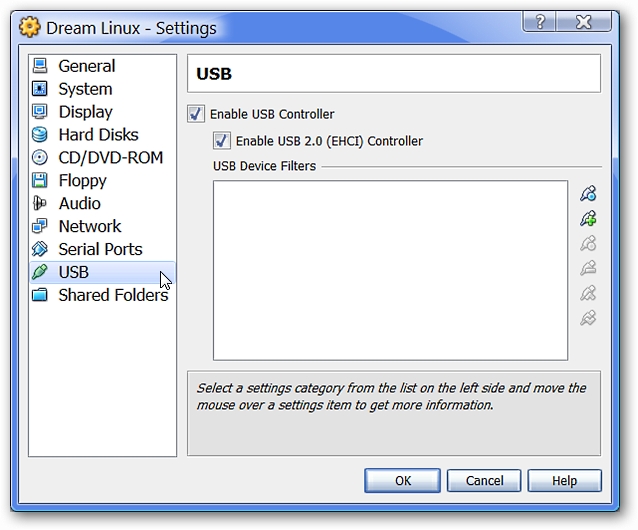 Dream Linux - Settings
General
System
Display
Hard Disks
CD/DVD-ROM
Floppy
Audio
Network
Serial Ports
USB
Shared Folders
USB
Enable USB Controller
Enable USB 2.0 (EHCI) Controller
USB Device Filters
Select a settings category from the list on the left side and move the
mouse over a settings item to get more information.
OK
Cancel
Help